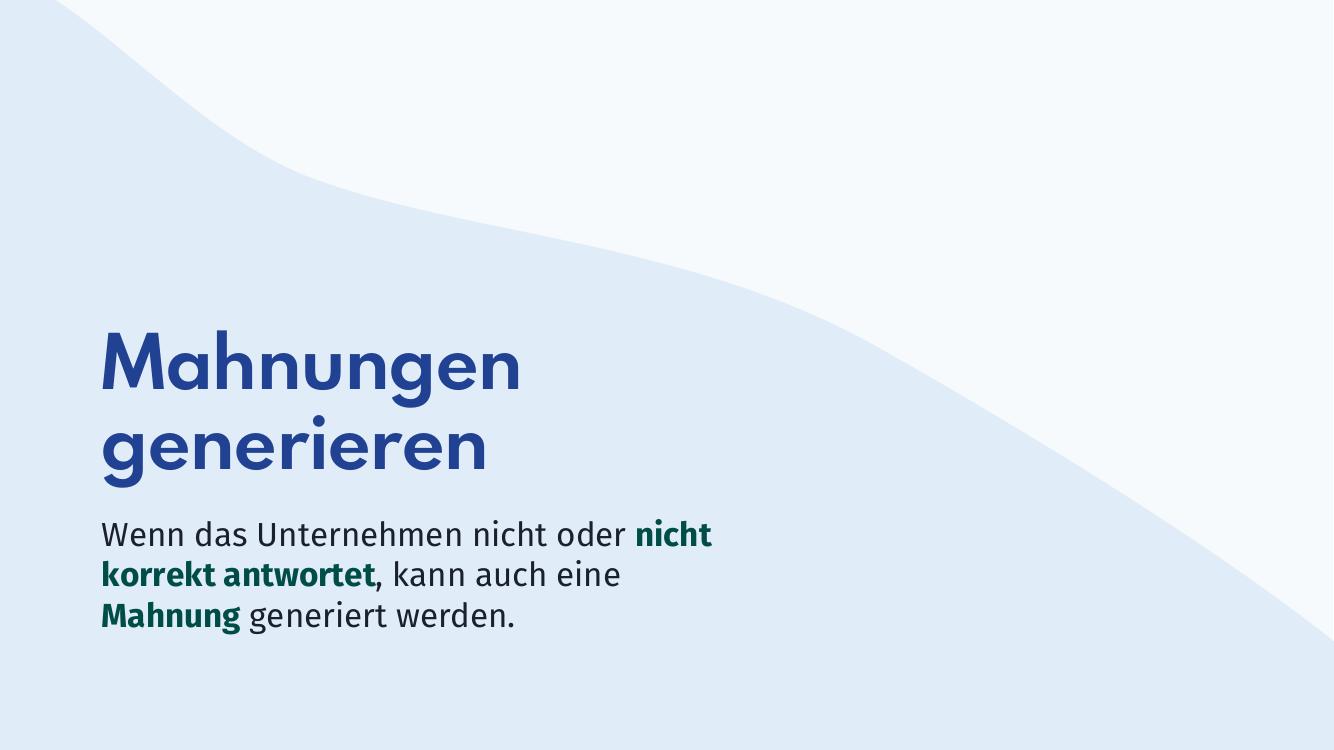 Mahnungen
generieren
Wenn das Unternehmen nicht oder nicht
korrekt antwortet, kann auch eine
Mahnung generiert werden.